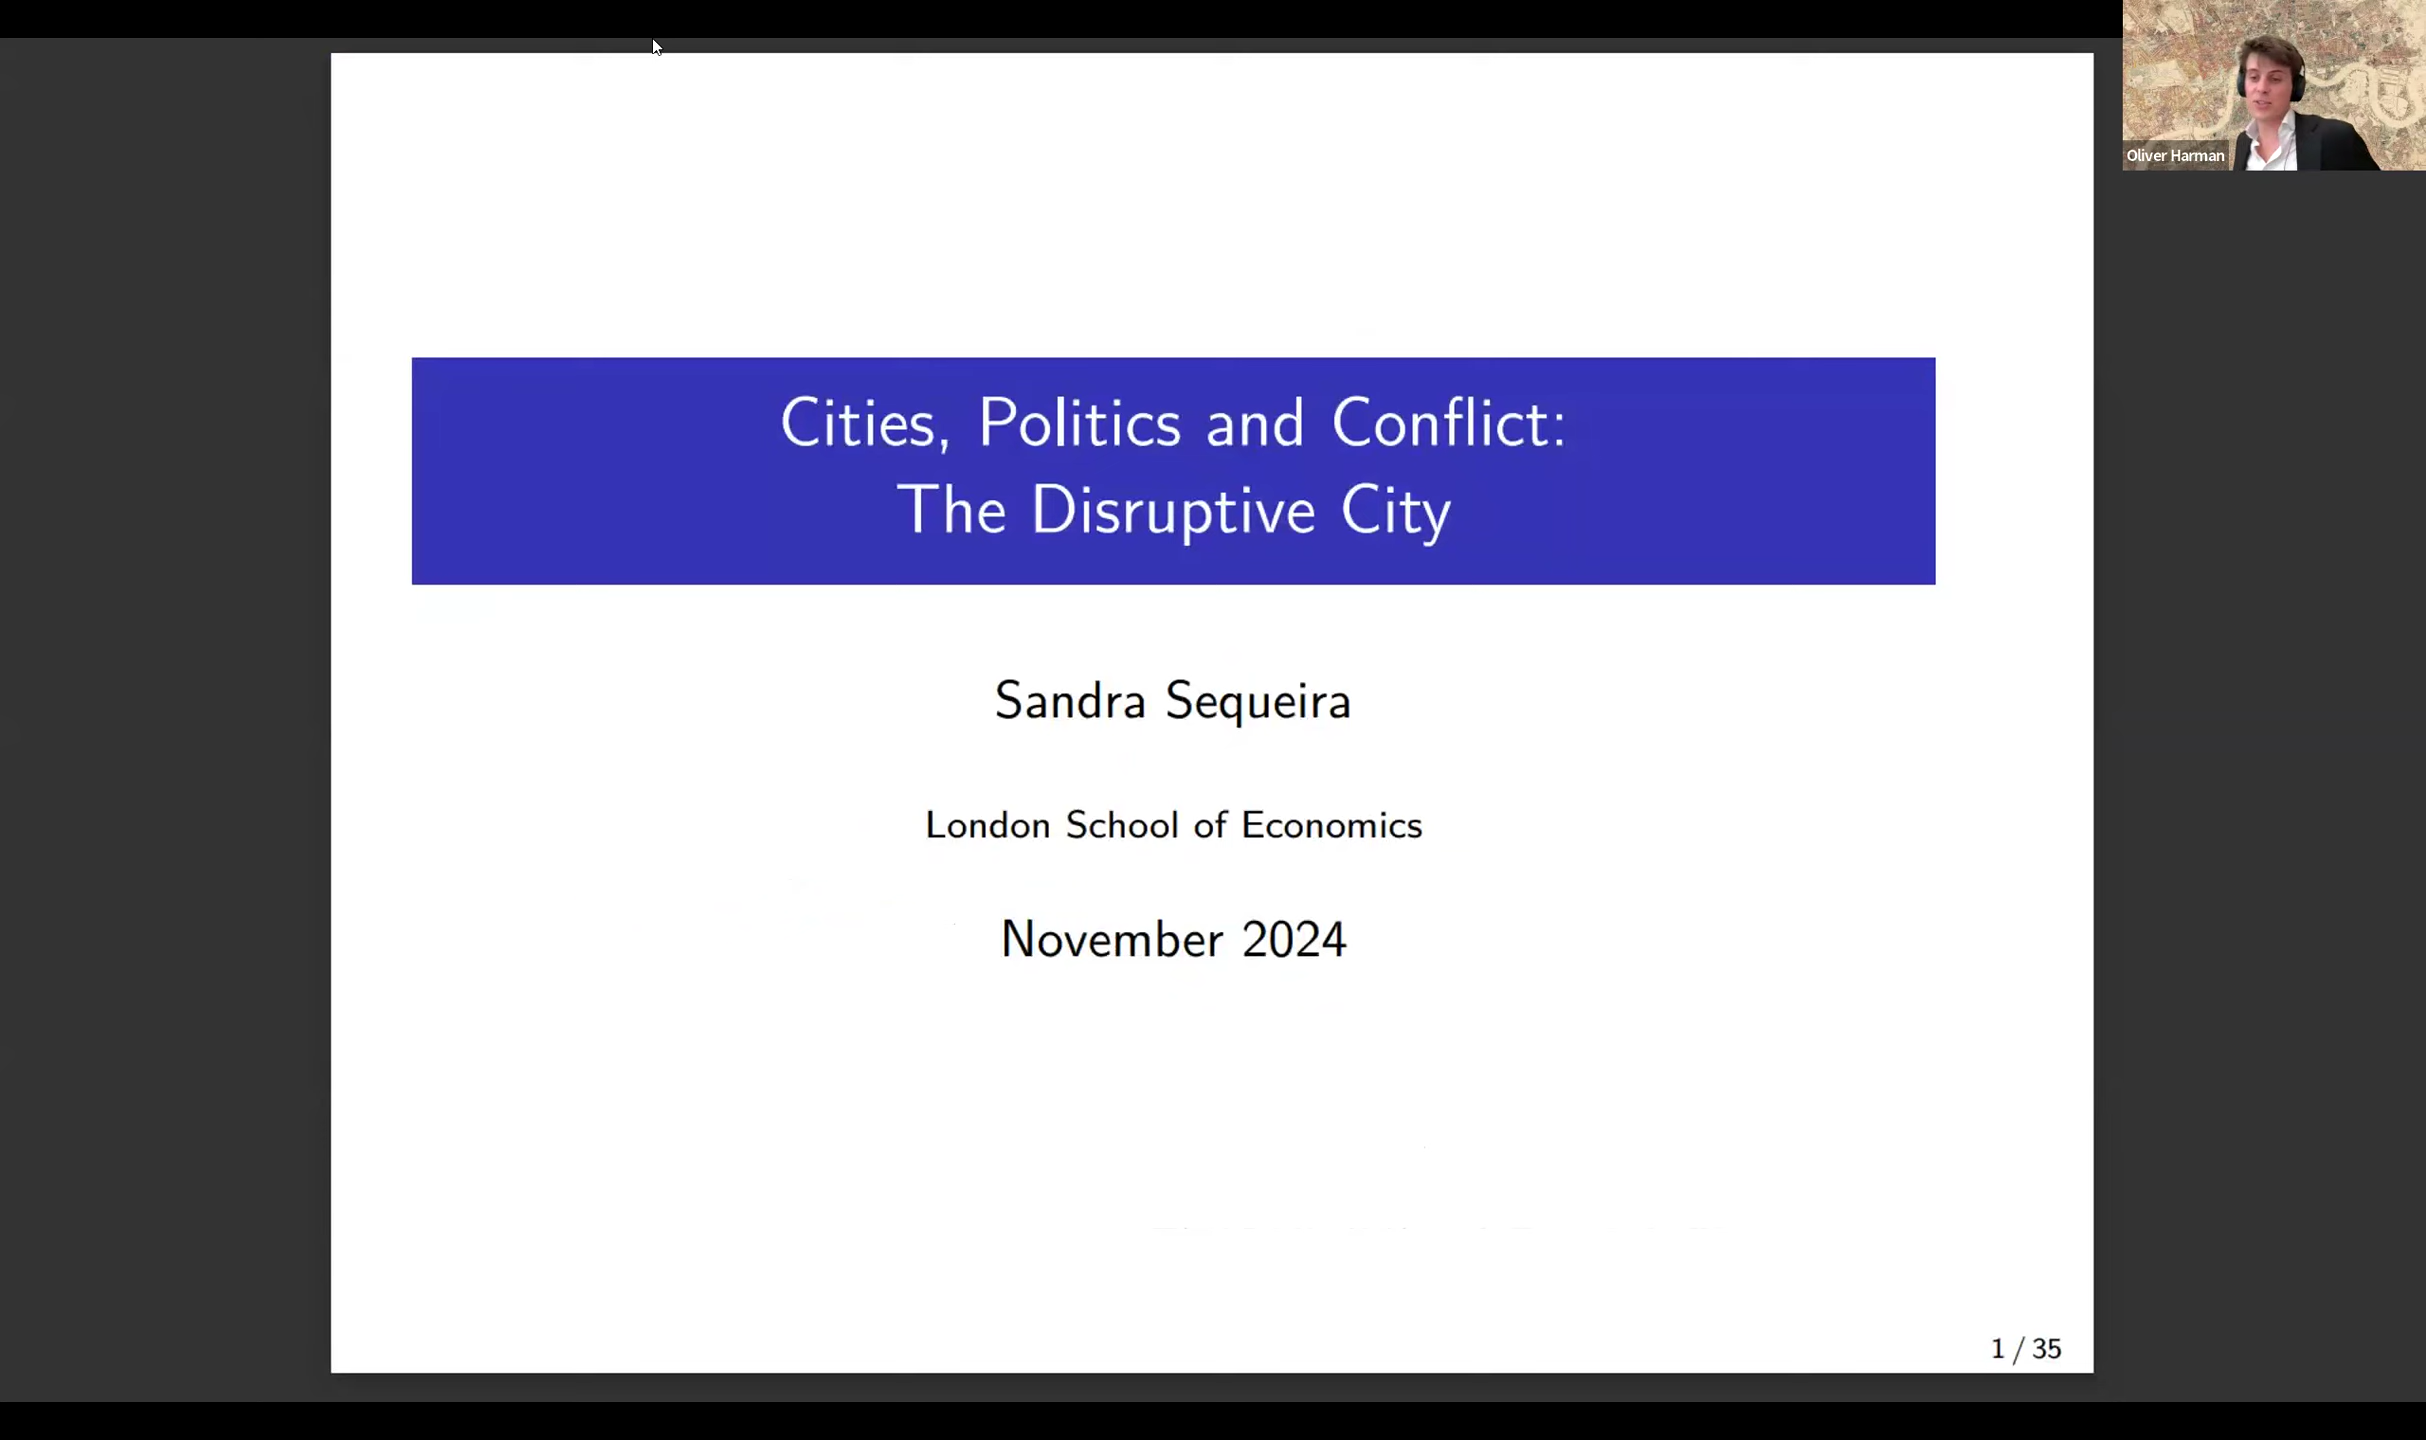 Cities, Politics and Conflict:
The Disruptive City
Sandra Sequeira
London School of Economics
November 2024
1 / 35
Oliver Harman